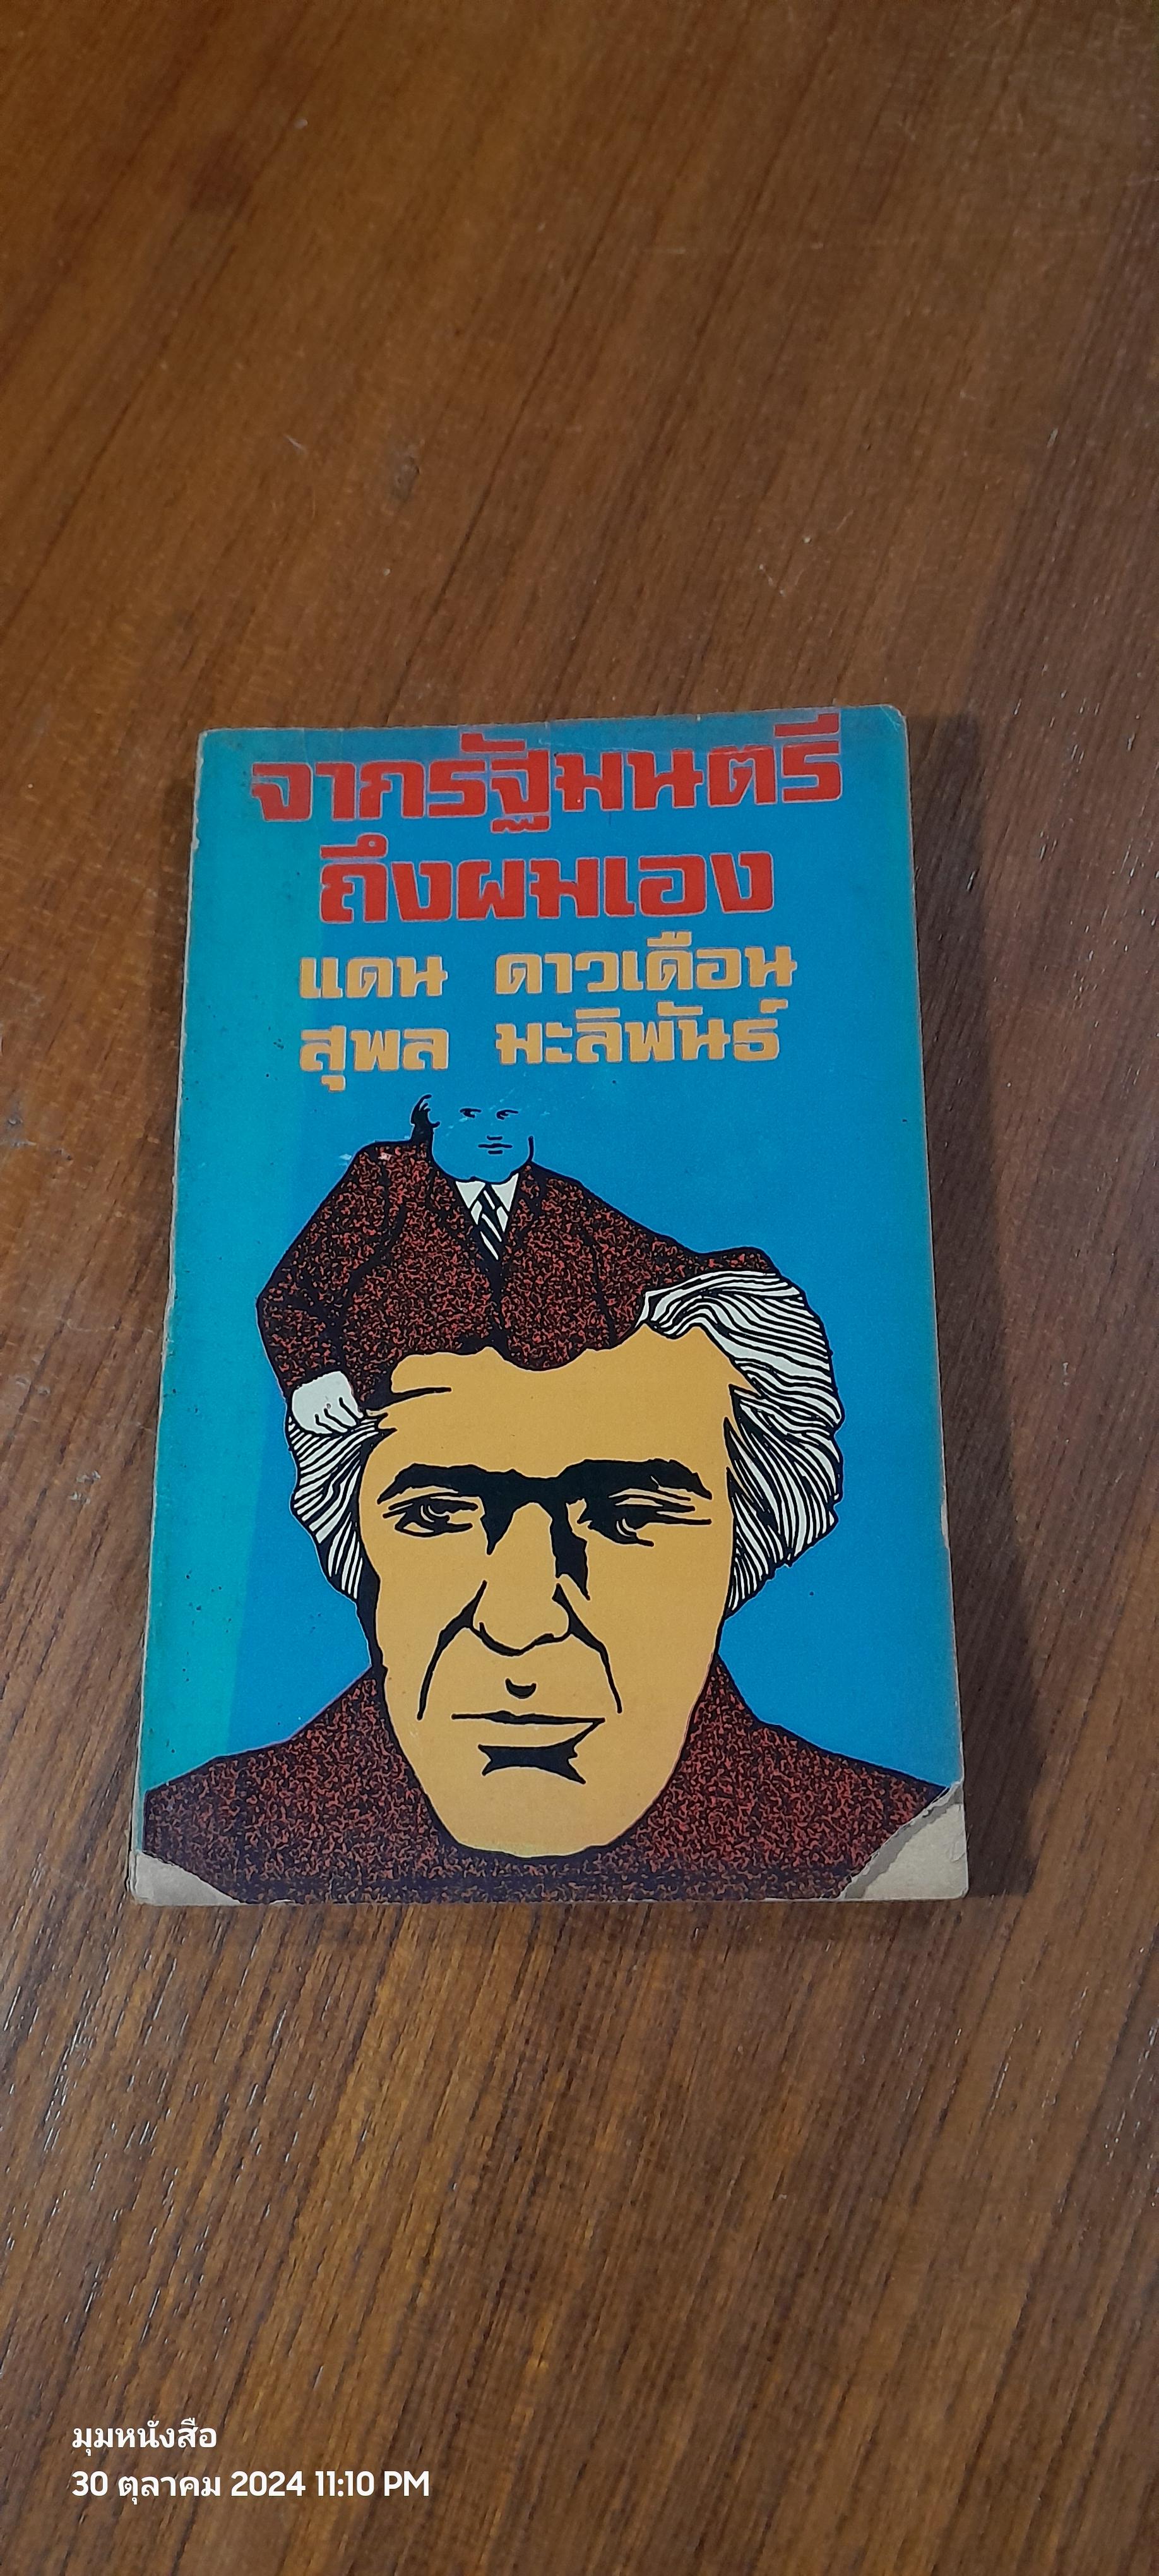 จากรัฐมนตรี
ถึงผมเอง
แดน ดาวเดือน
สุพล มะลิพันธ์
มุมหนังสือ
30 ตุลาคม 2024 11:10 PM